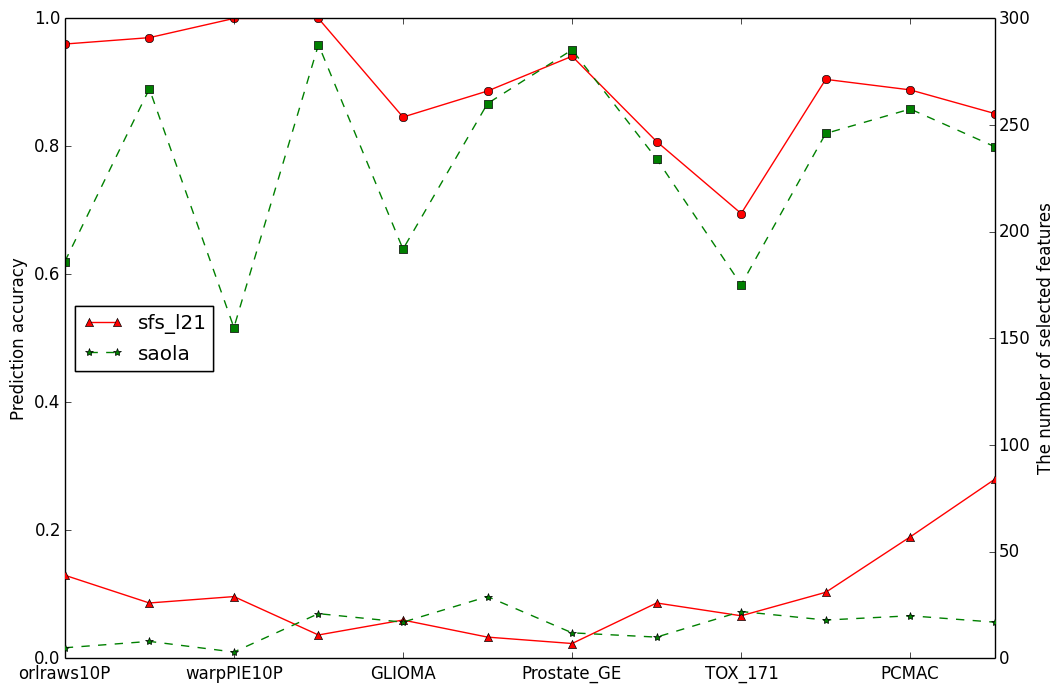 1.0
0.8
0.6
0.4
0.2
0.0
Prediction accuracy
sfs_l21
saola
300
250
200
150
100
50
0
The number of selected features
orlraws10P warpPIE10P GLIOMA Prostate_GE TOX_171 PCMAC